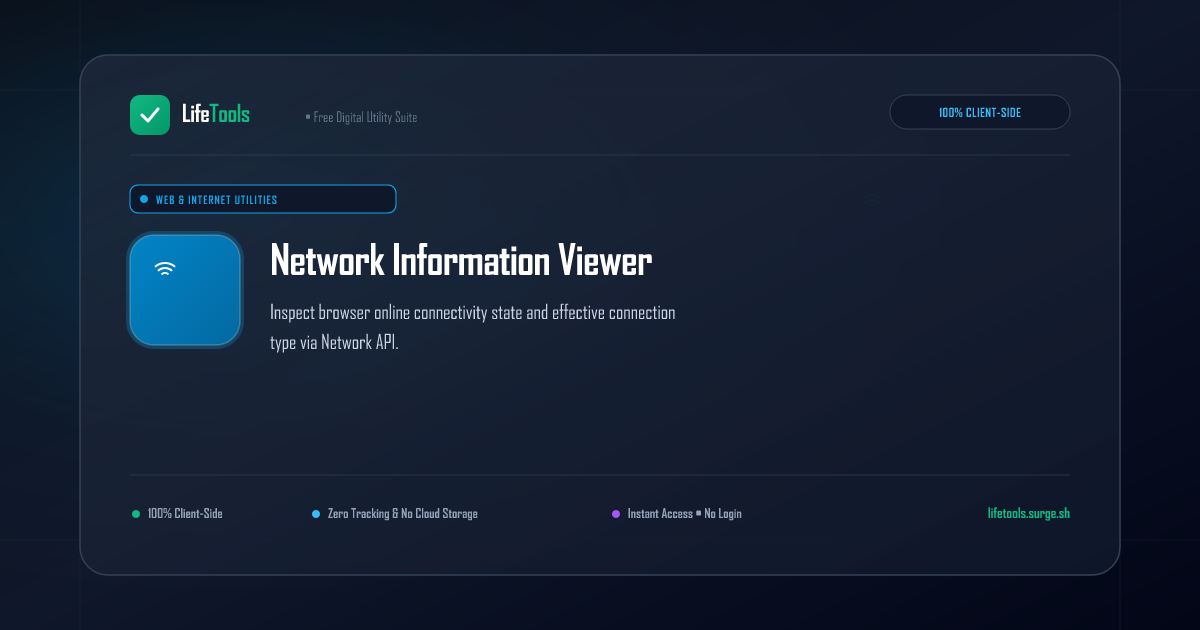 LifeTools
▪ Free Digital Utility Suite
100% CLIENT-SIDE
WEB & INTERNET UTILITIES
Network Information Viewer
Inspect browser online connectivity state and effective connection
type via Network API.
100% Client-Side
Zero Tracking & No Cloud Storage
Instant Access ▪ No Login
lifetools.surge.sh